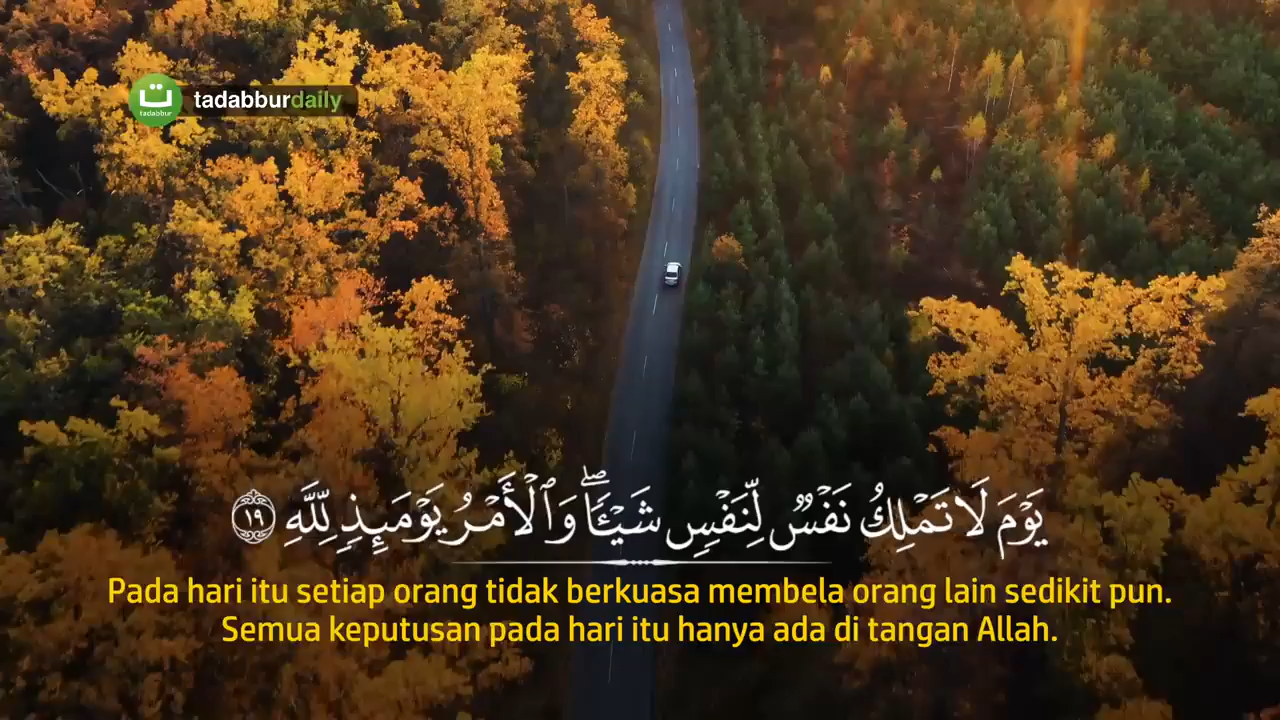 ت
tadabbur
tadabburdaily
يَوْمَ لَا تَمْلِكُ نَفْسٌ لِّنَفْسٍ شَيْـًٔا ۖ وَٱلْأَمْرُ يَوْمَئِذٍ لِّلَّهِ ١٩
Pada hari itu setiap orang tidak berkuasa membela orang lain sedikit pun.
Semua keputusan pada hari itu hanya ada di tangan Allah.